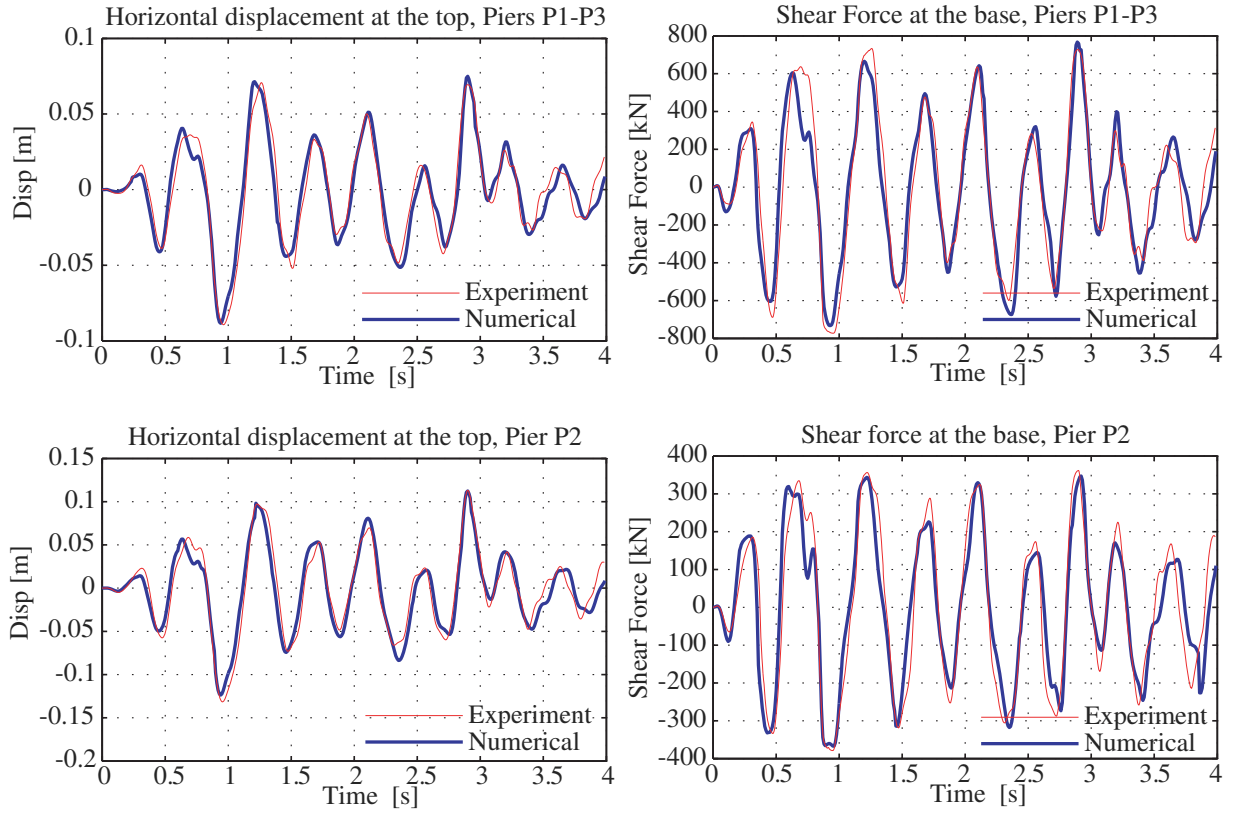 Horizontal displacement at the top, Piers P1-P3
0.1
0.05
0
-0.05
-0.1
Disp [m]
Experiment
Numerical
0 0.5 1 1.5 2 2.5 3 3.5 4
Time [s]
Shear Force at the base, Piers P1-P3
800
600
400
200
0
-200
-400
-600
-800
Shear Force [kN]
Experiment
Numerical
0 0.5 1 1.5 2 2.5 3 3.5 4
Time [s]
Horizontal displacement at the top, Pier P2
0.15
0.1
0.05
0
-0.05
-0.1
-0.15
-0.2
Disp [m]
Experiment
Numerical
0 0.5 1 1.5 2 2.5 3 3.5 4
Time [s]
Shear force at the base, Pier P2
400
300
200
100
0
-100
-200
-300
-400
Shear Force [kN]
Experiment
Numerical
0 0.5 1 1.5 2 2.5 3 3.5 4
Time [s]